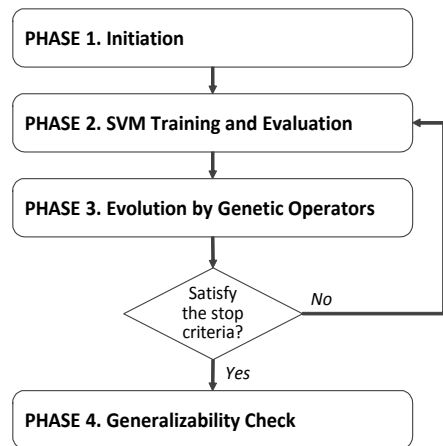 PHASE 1. Initiation
PHASE 2. SVM Training and Evaluation
PHASE 3. Evolution by Genetic Operators
Satisfy
the stop
criteria?
No
Yes
PHASE 4. Generalizability Check